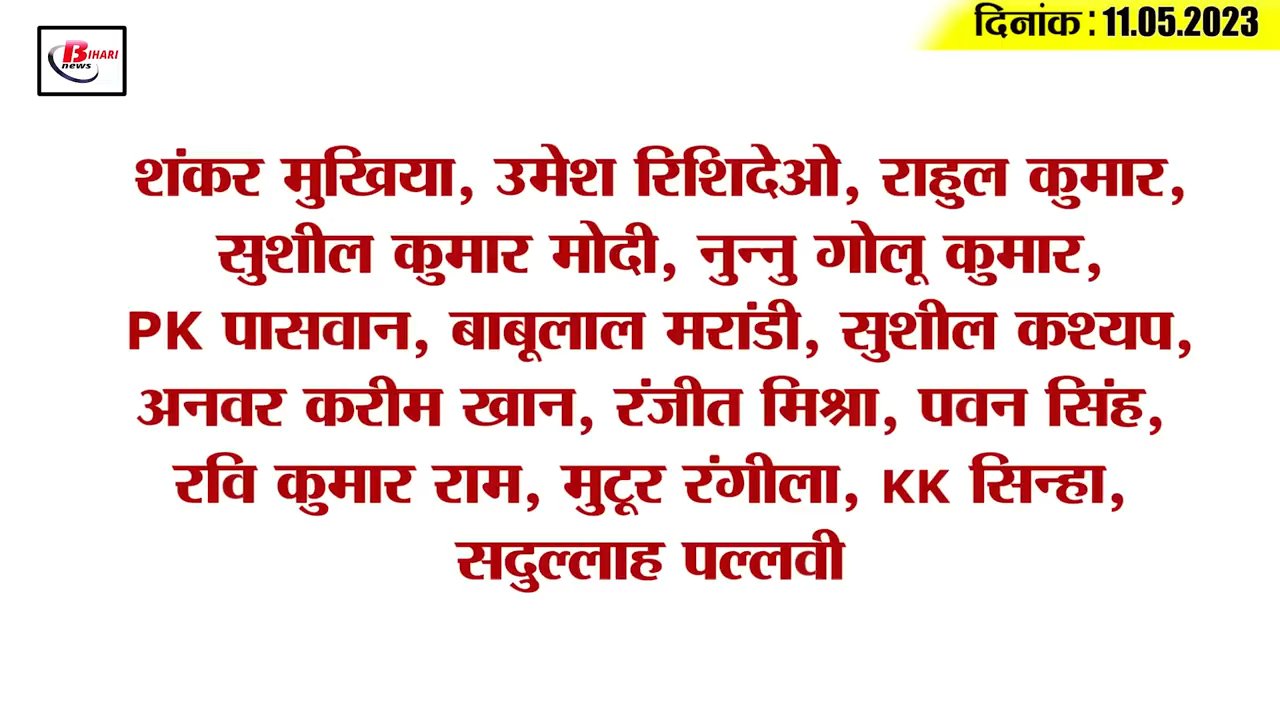 BIHARI
news
दिनांक : 11.05.2023
शंकर मुखिया, उमेश रिशिदेओ, राहुल कुमार,
सुशील कुमार मोदी, नुन्नु गोलू कुमार,
PK पासवान, बाबूलाल मरांडी, सुशील कश्यप,
अनवर करीम खान, रंजीत मिश्रा, पवन सिंह,
रवि कुमार राम, मुटूर रंगीला, KK सिन्हा,
सदुल्लाह पल्लवी